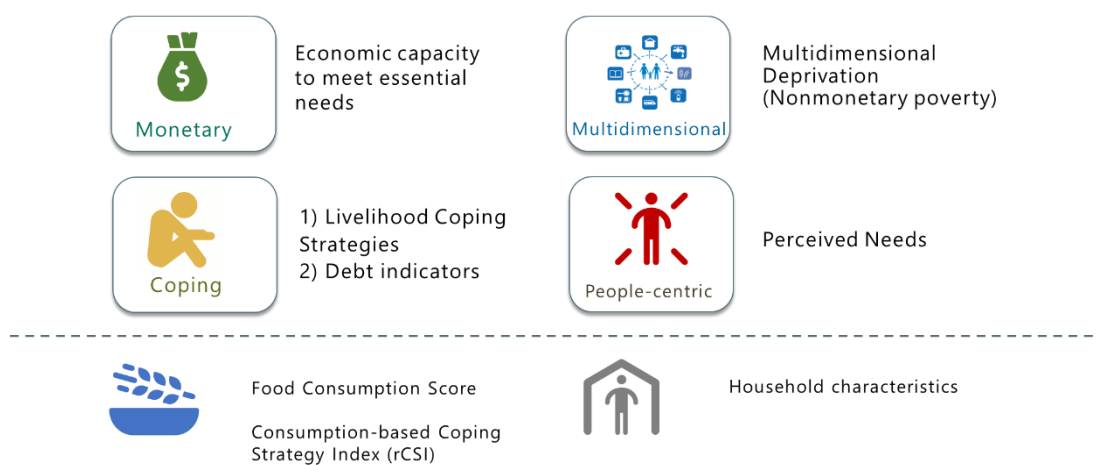 $
Monetary
Economic capacity
to meet essential
needs
Multidimensional
Multidimensional
Deprivation
(Nonmonetary poverty)
Coping
1) Livelihood Coping
Strategies
2) Debt indicators
People-centric
Perceived Needs
Food Consumption Score
Consumption-based Coping
Strategy Index (rCSI)
Household characteristics